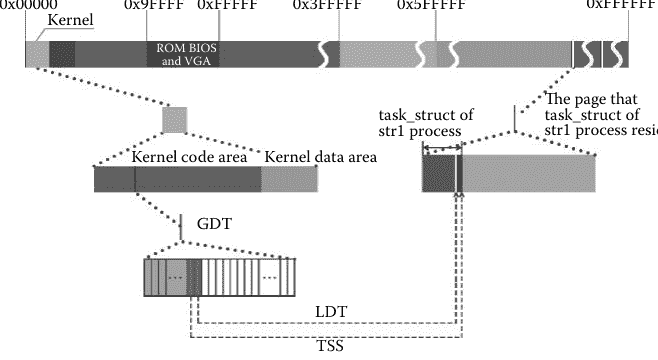 0x00000 0x9FFFF 0xFFFFF 0x3FFFFF 0x5FFFFF 0xFFFFFF
Kernel
ROM BIOS
and VGA
task_struct of
str1 process
The page that
task_struct of
str1 process resi
Kernel code area Kernel data area
GDT
LDT
TSS